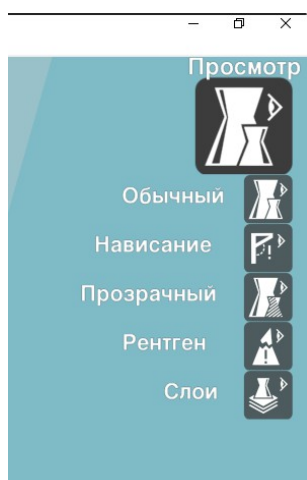 Просмотр
Обычный
Нависание
Прозрачный
Рентген
Слои